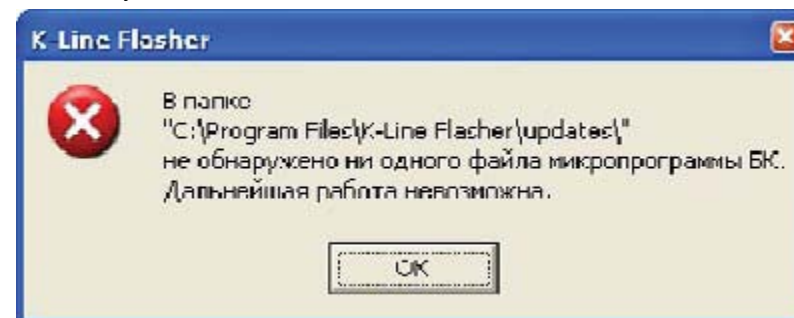 K-Line Flasher
В папке
"C:\Program Files\K-Line Flasher\updates\"
не обнаружено ни одного файла микропрограммы БК.
Дальнейшая работа невозможна.
OK